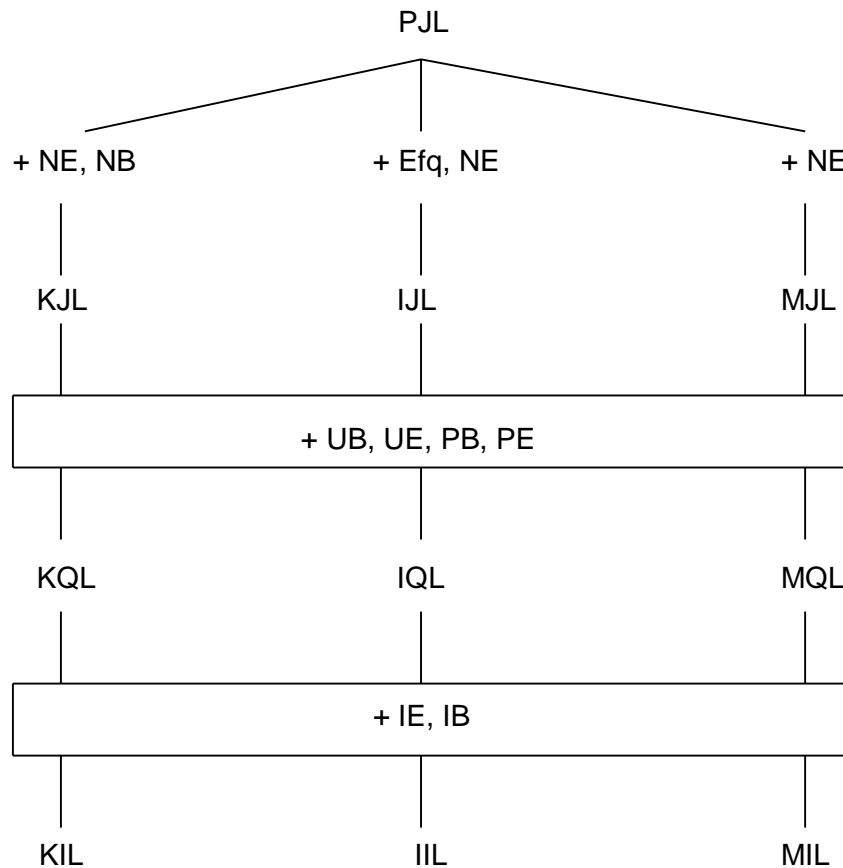 PJL
+ NE, NB + Efq, NE + NE
KJL IJL MJL
+ UB, UE, PB, PE
KQL IQL MQL
+ IE, IB
KIL IIL MIL